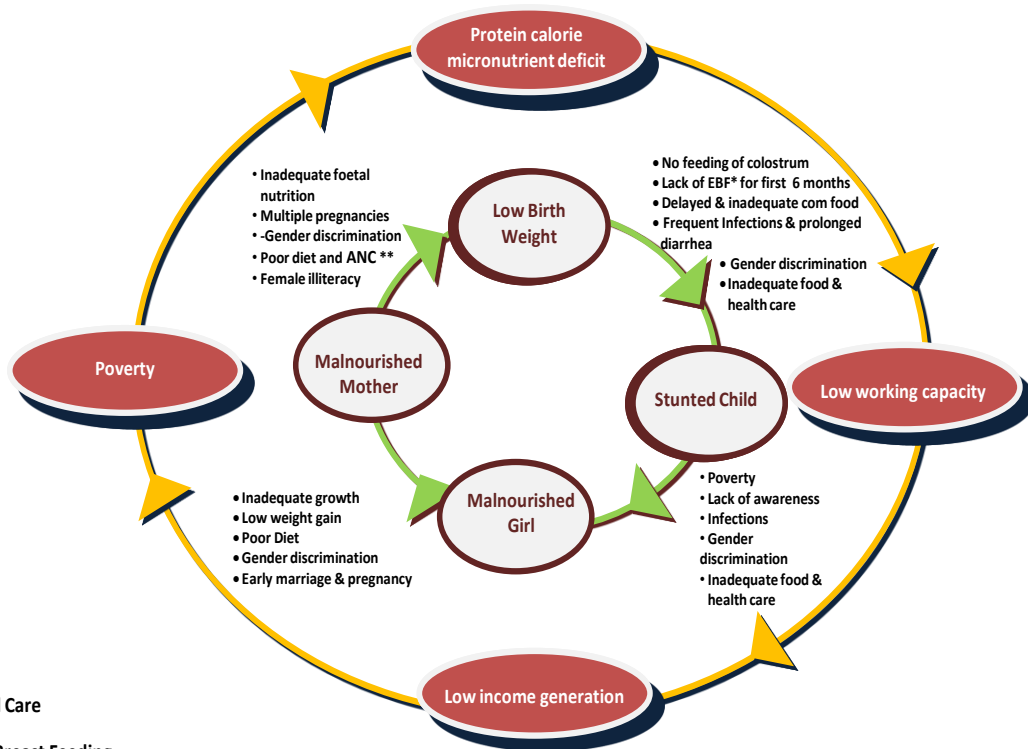 Protein calorie
micronutrient deficit
• Inadequate foetal
nutrition
• Multiple pregnancies
• -Gender discrimination
• Poor diet and ANC **
• Female illiteracy
Low Birth
Weight
• No feeding of colostrum
• Lack of EBF* for first 6 months
• Delayed & inadequate com food
• Frequent Infections & prolonged
diarrhea
• Gender discrimination
• Inadequate food &
health care
Poverty
Malnourished
Mother
Stunted Child
Low working capacity
• Inadequate growth
• Low weight gain
• Poor Diet
• Gender discrimination
• Early marriage & pregnancy
Malnourished
Girl
• Poverty
• Lack of awareness
• Infections
• Gender
discrimination
• Inadequate food &
health care
Low income generation
Care
Breast Feeding